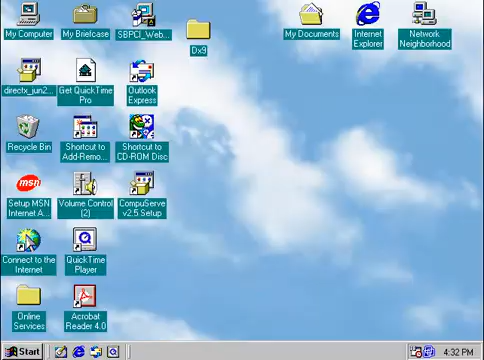 My Computer
My Briefcase
SBPCI_Web...
Dx9
My Documents
Internet
Explorer
Network
Neighborhood
directx_jun2...
Get QuickTime
Pro
Outlook
Express
Recycle Bin
Shortcut to
Add-Remo...
Shortcut to
CD-ROM Disc
msn
Setup MSN
Internet A...
Volume Control
(2)
CompuServe
v2.5 Setup
Connect to the
Internet
QuickTime
Player
Online
Services
Acrobat
Reader 4.0
Start
4:32 PM